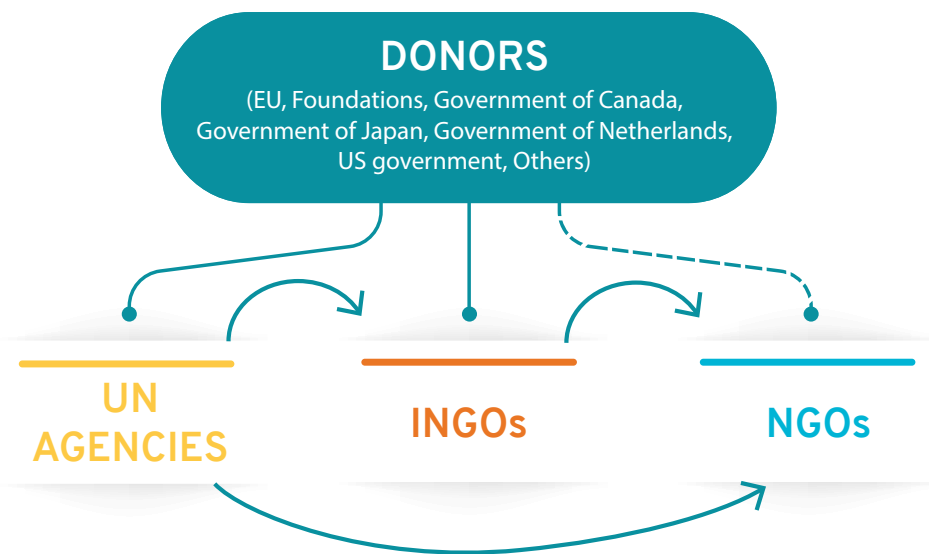 DONORS
(EU, Foundations, Government of Canada,
Government of Japan, Government of Netherlands,
US government, Others)
UN
AGENCIES
INGOs
NGOs